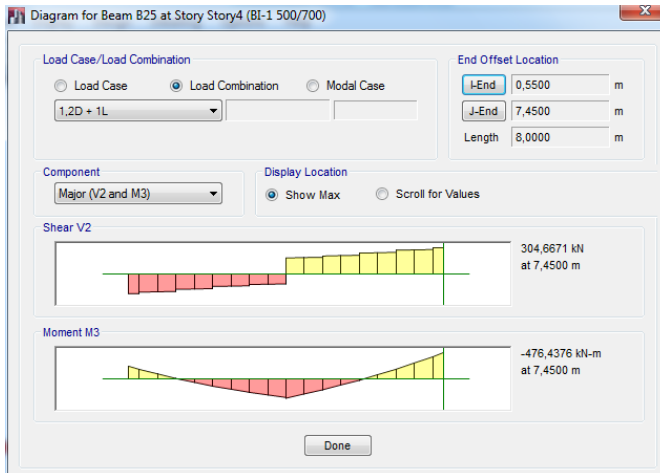 Diagram for Beam B25 at Story Story4 (BI-1 500/700)
Load Case/Load Combination
Load Case
Load Combination
Modal Case
1,2D + 1L
End Offset Location
I-End
0,5500
m
J-End
7,4500
m
Length
8,0000
m
Component
Major (V2 and M3)
Display Location
Show Max
Scroll for Values
Shear V2
304,6671 kN
at 7,4500 m
Moment M3
-476,4376 kN-m
at 7,4500 m
Done